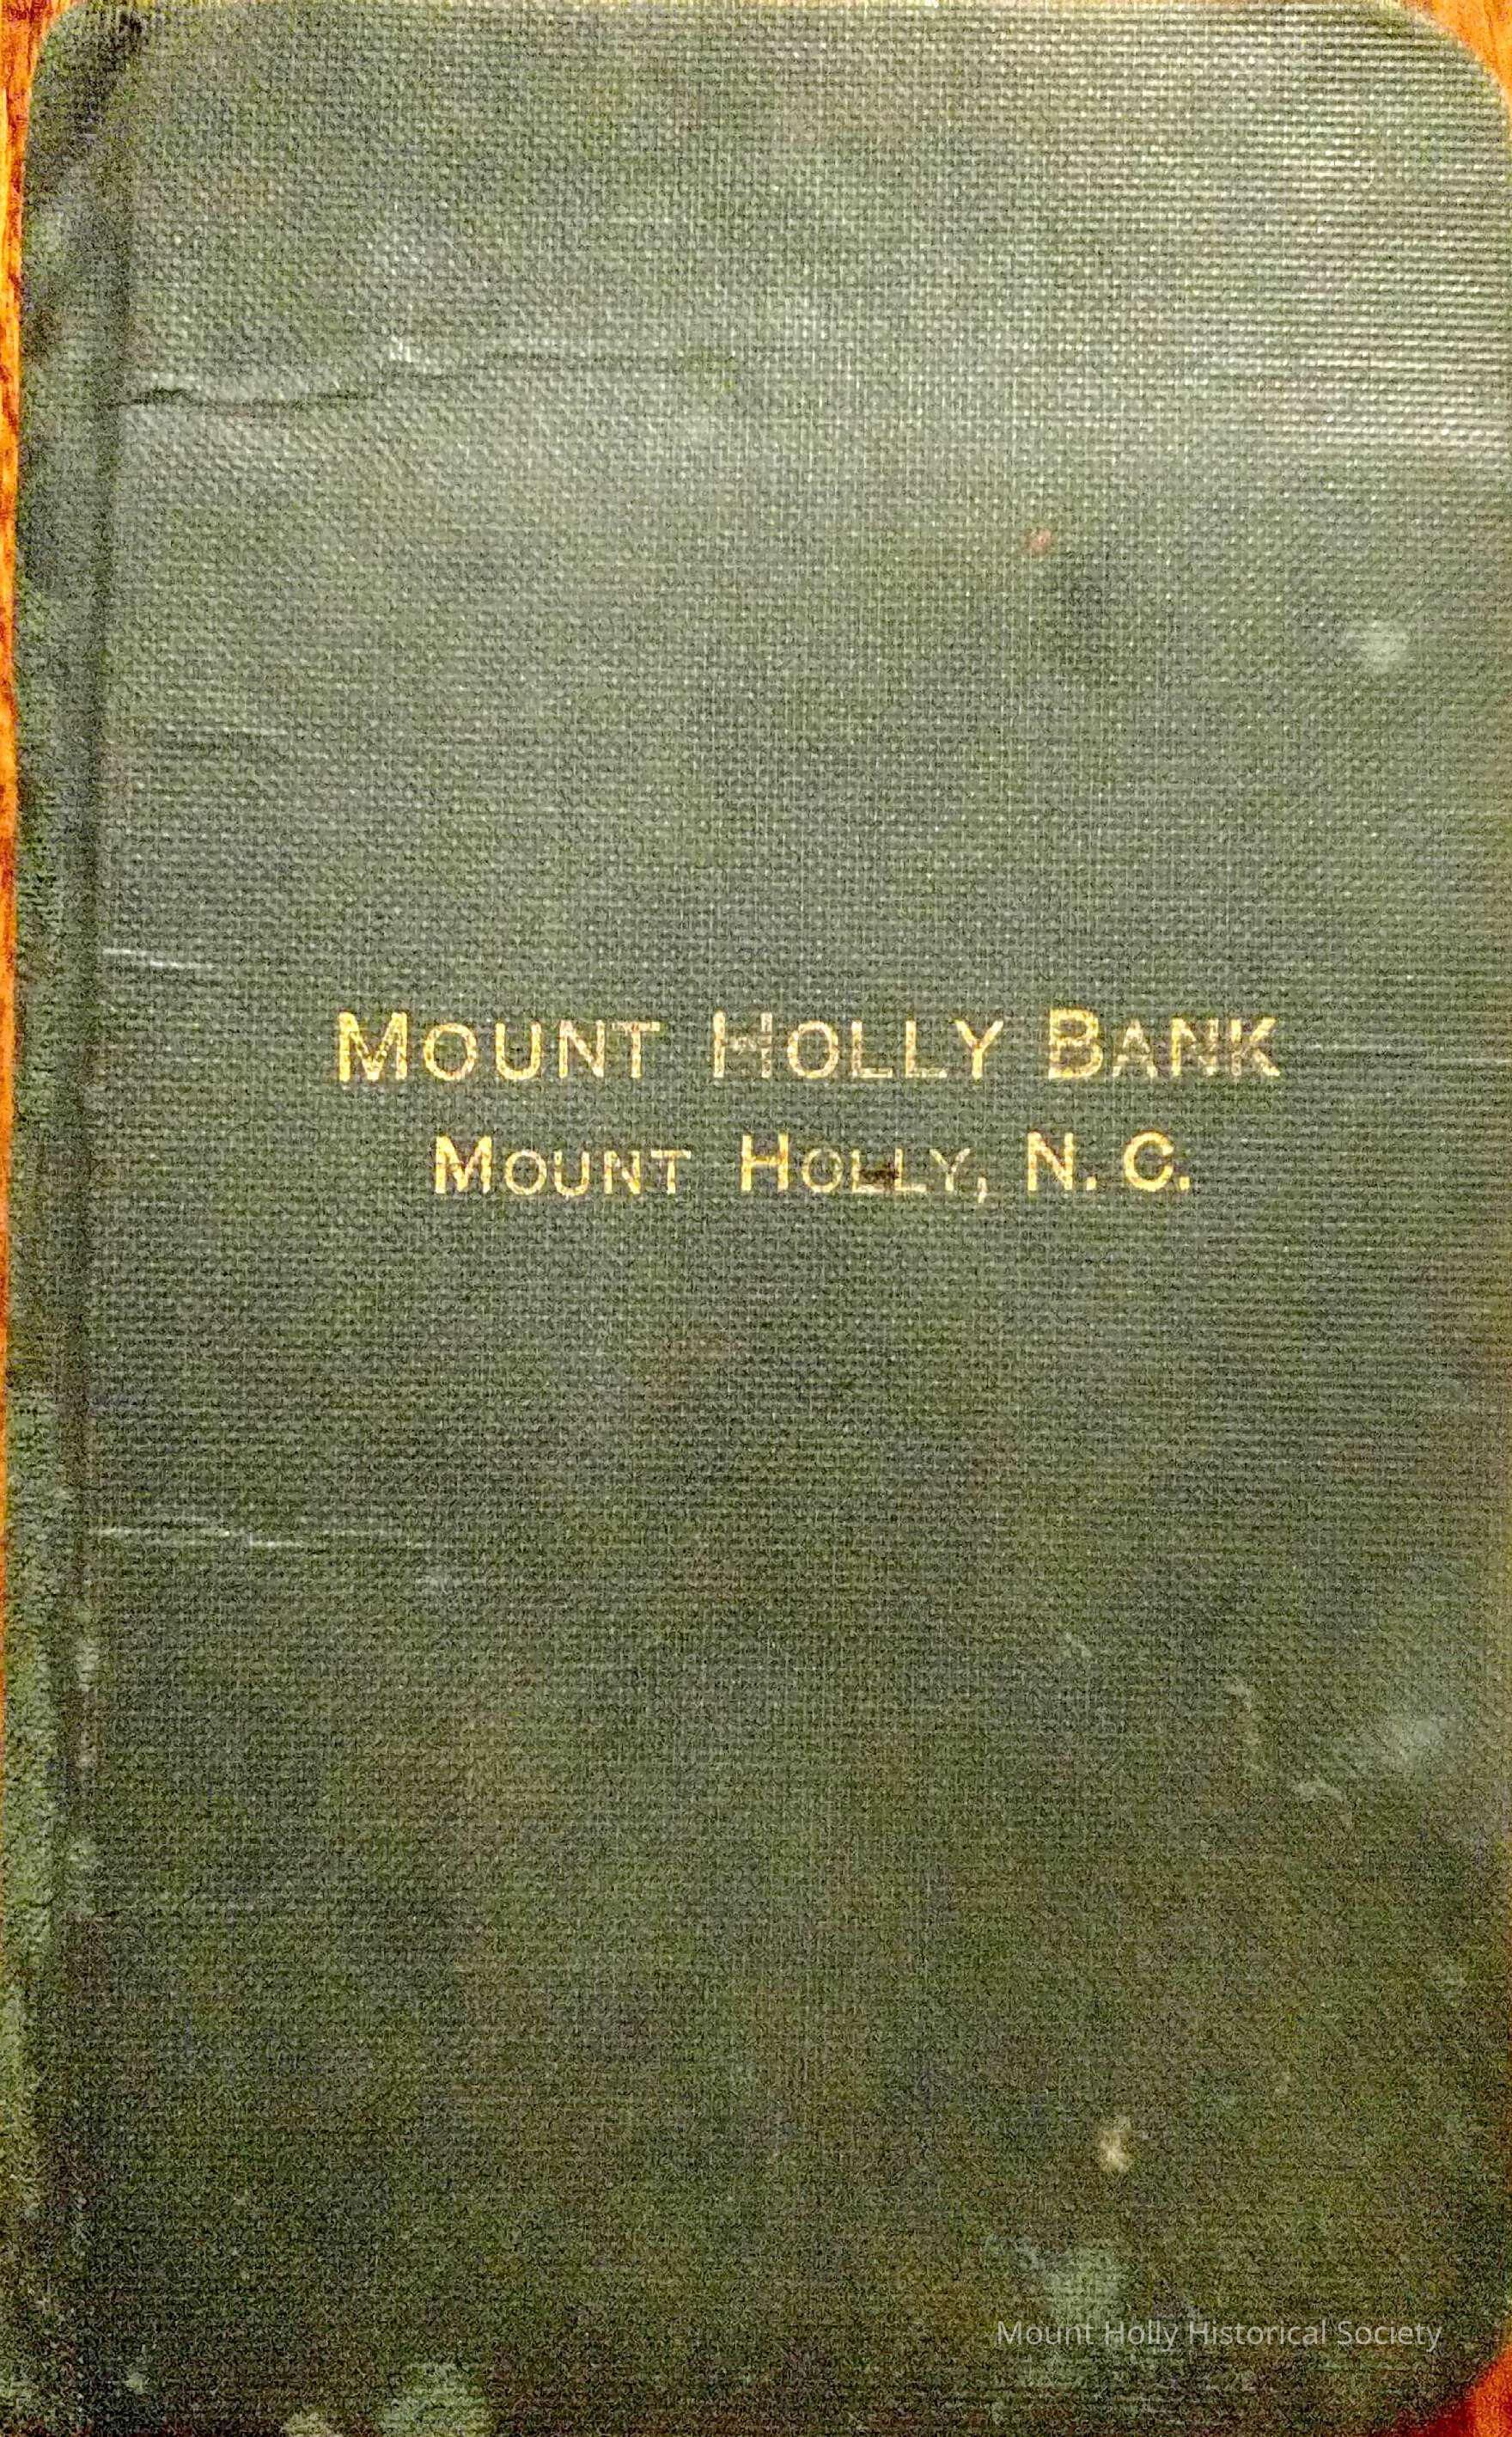 MOUNT HOLLY BANK
MOUNT HOLLY, N. C.
Mount Holly Historical Society